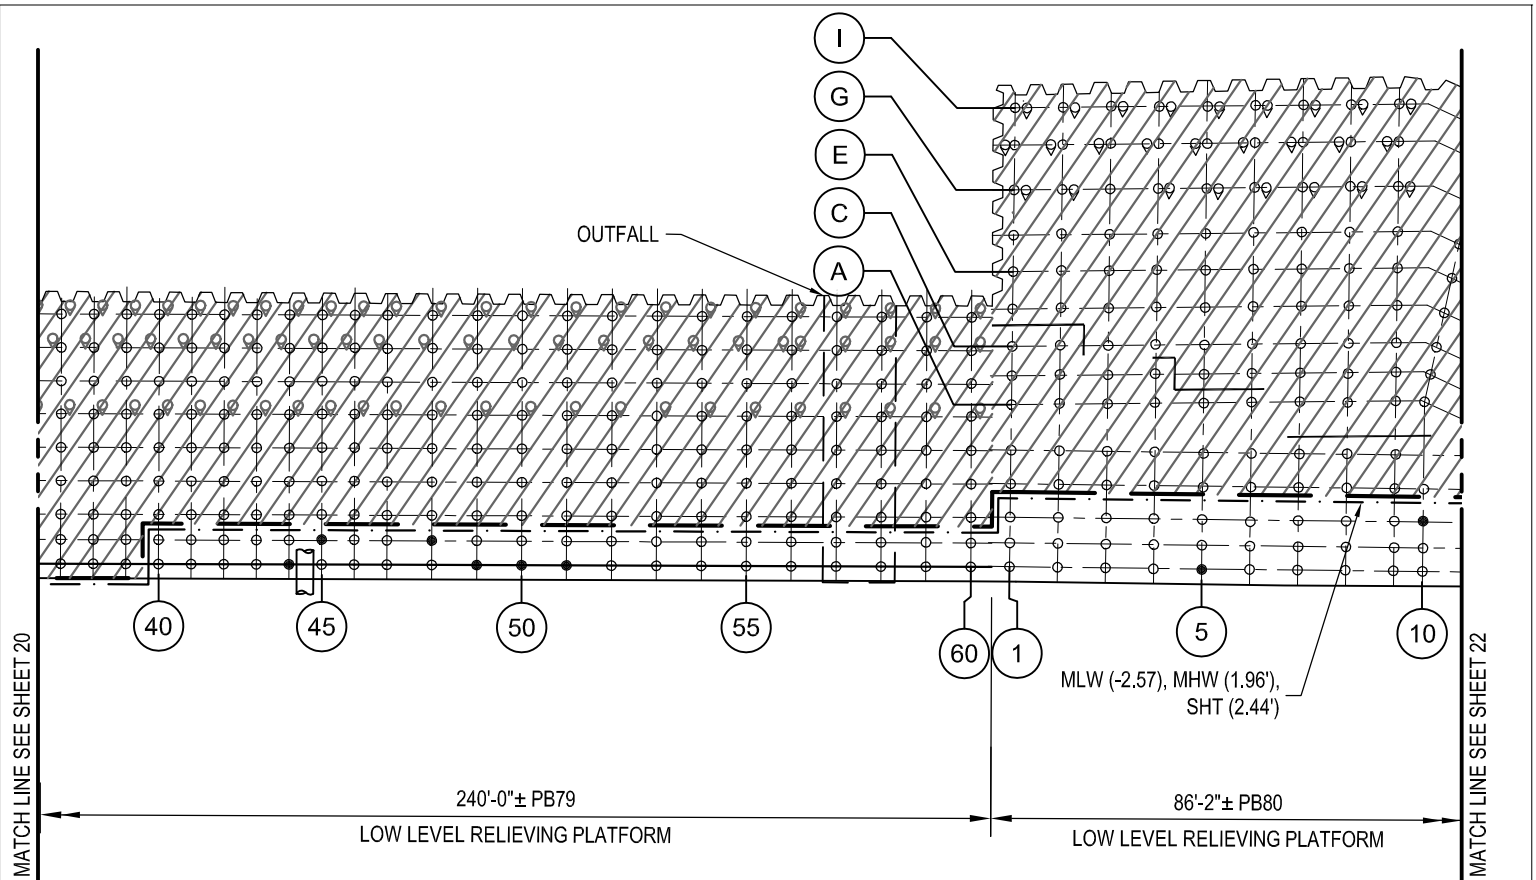 I
G
E
C
A
OUTFALL
40
45
50
55
60
1
5
10
MLW (-2.57), MHW (1.96'),
SHT (2.44')
MATCH LINE SEE SHEET 20
MATCH LINE SEE SHEET 22
240'-0"± PB79
LOW LEVEL RELIEVING PLATFORM
86'-2"± PB80
LOW LEVEL RELIEVING PLATFORM